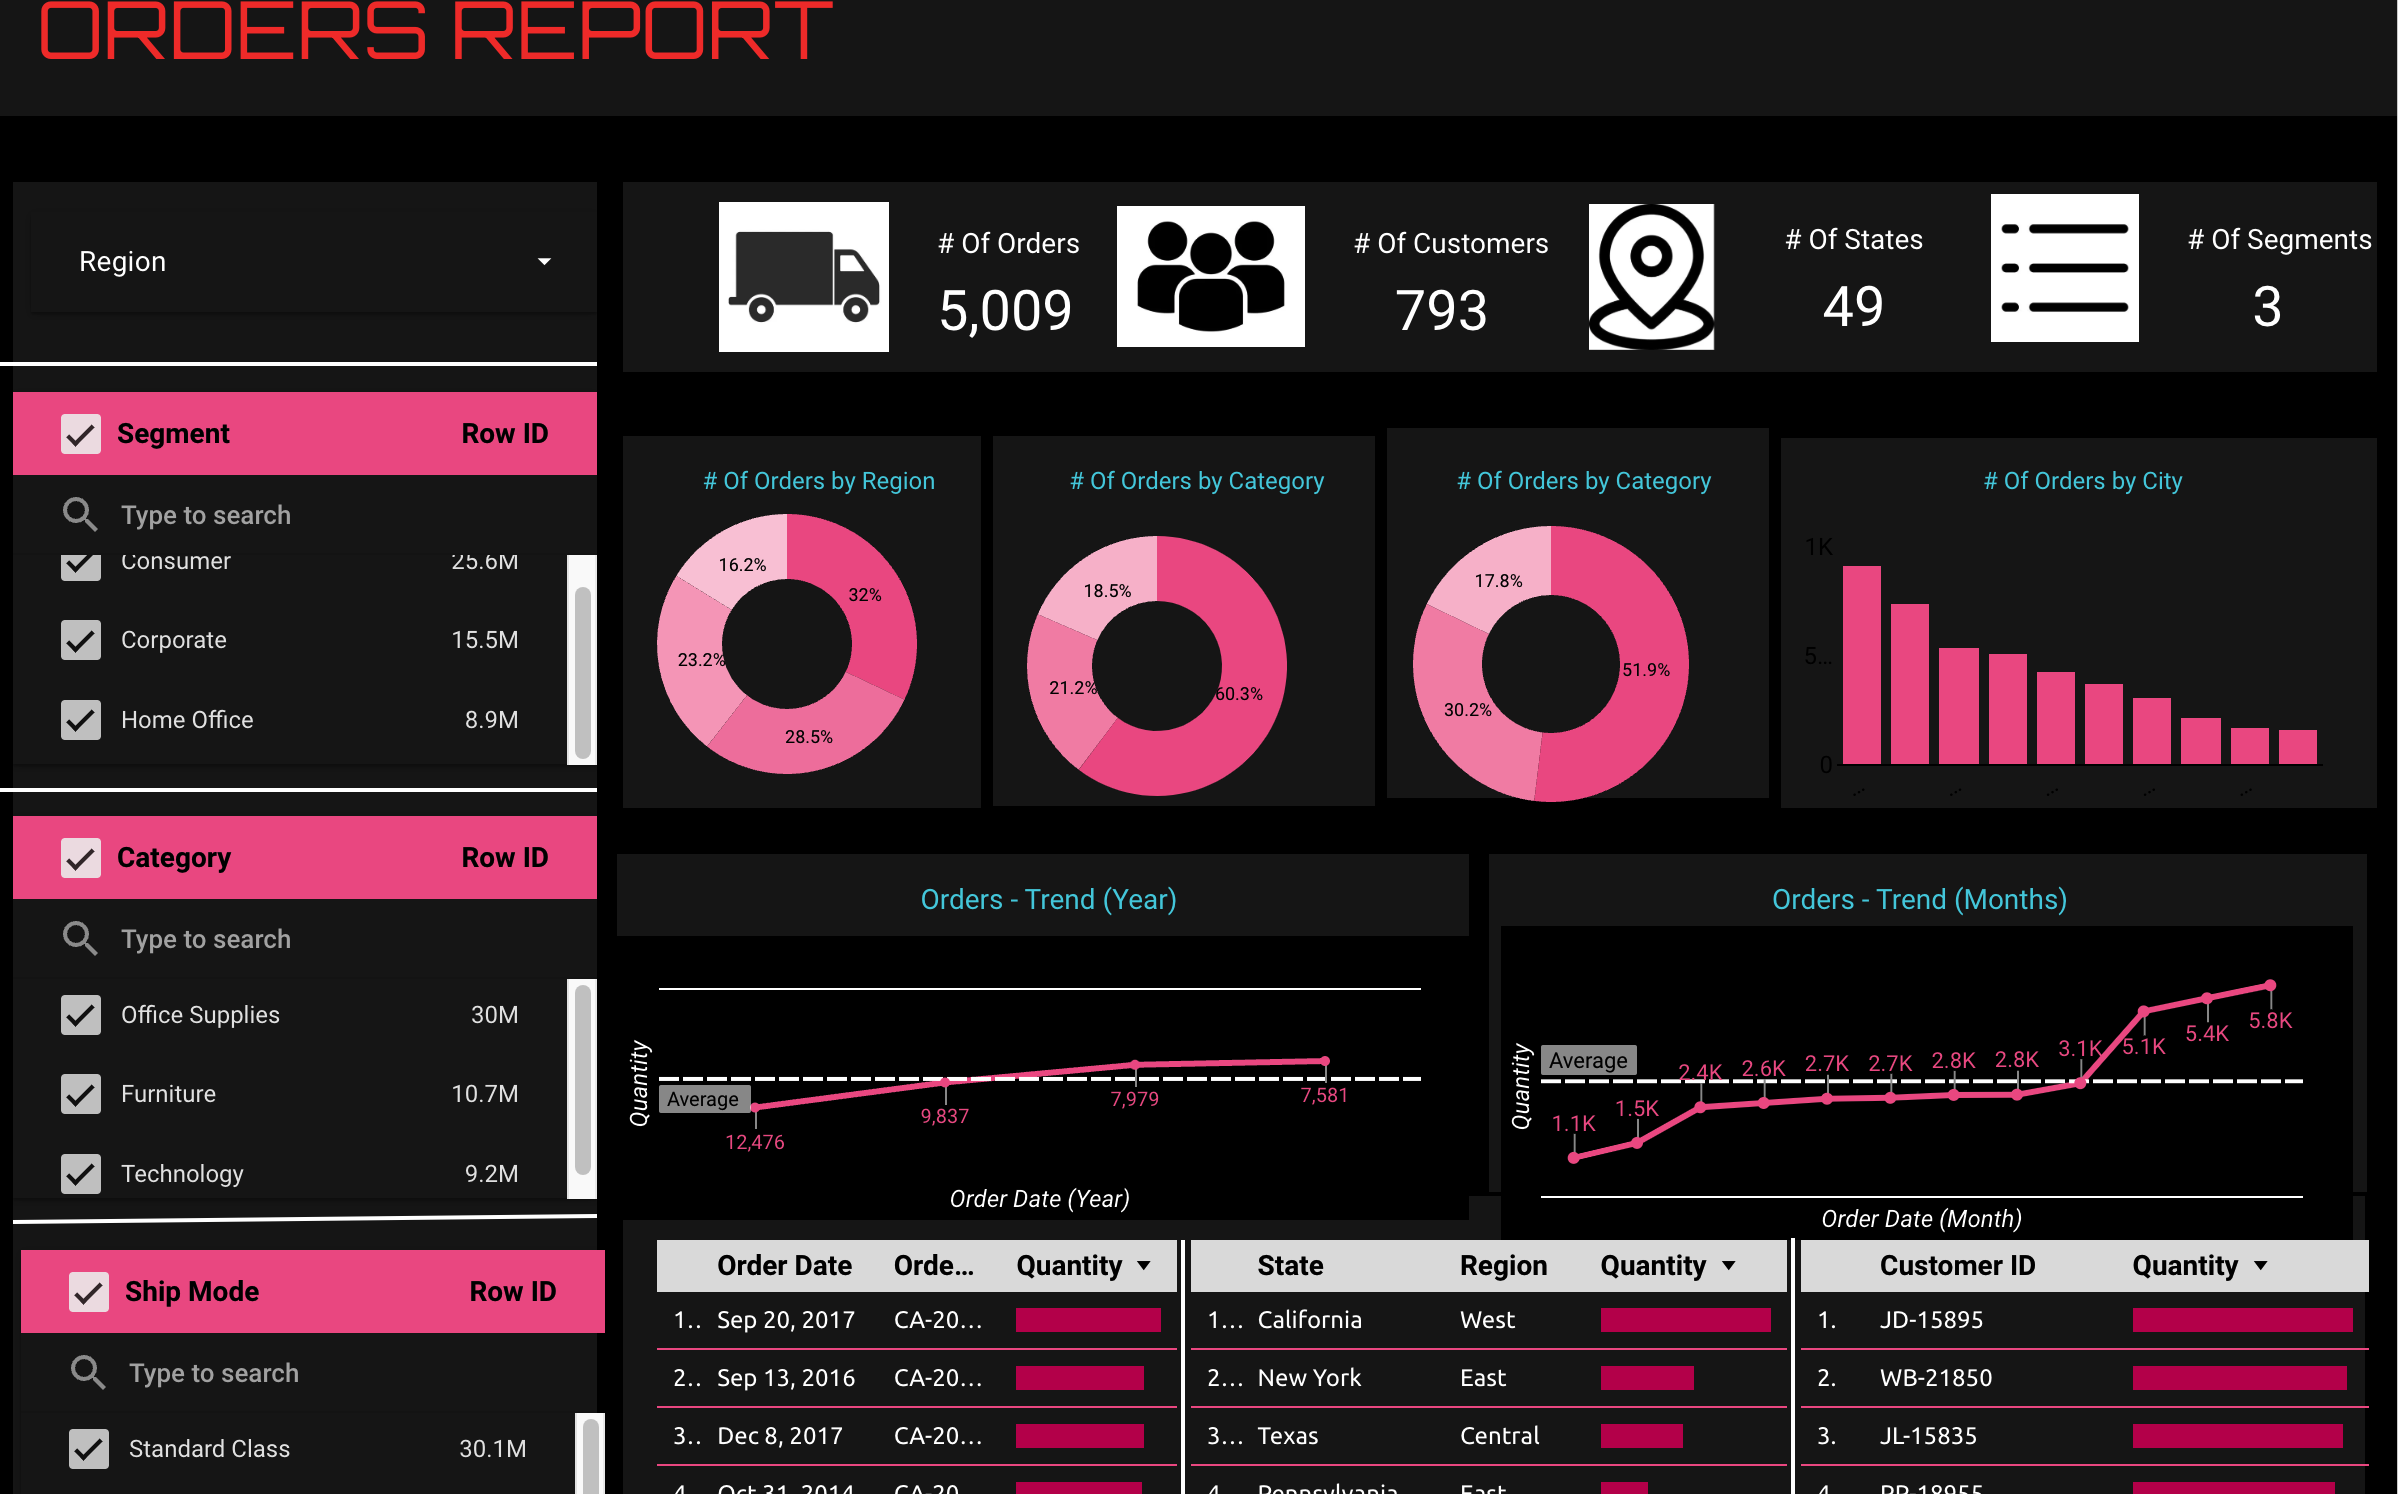 ORDERS REPORT
Region
# Of Orders
5,009
# Of Customers
793
# Of States
49
# Of Segments
3
Segment Row ID
Type to search
Consumer 25.6M
Corporate 15.5M
Home Office 8.9M
Category Row ID
Type to search
Office Supplies 30M
Furniture 10.7M
Technology 9.2M
Ship Mode Row ID
Type to search
Standard Class 30.1M
# Of Orders by Region
16.2%
32%
23.2%
28.5%
# Of Orders by Category
18.5%
21.2%
60.3%
# Of Orders by Category
17.8%
51.9%
30.2%
# Of Orders by City
1K
5...
0
Orders - Trend (Year)
Quantity
Average
12,476
9,837
7,979
7,581
Order Date (Year)
Orders - Trend (Months)
Quantity
Average
1.1K
1.5K
2.4K
2.6K
2.7K
2.7K
2.8K
2.8K
3.1K
5.1K
5.4K
5.8K
Order Date (Month)
Order Date Orde... Quantity
1.. Sep 20, 2017 CA-20...
2.. Sep 13, 2016 CA-20...
3.. Dec 8, 2017 CA-20...
4.. Oct 31, 2014 CA-20...
State Region Quantity
1... California West
2... New York East
3... Texas Central
4... Pennsylvania East
Customer ID Quantity
1. JD-15895
2. WB-21850
3. JL-15835
4.